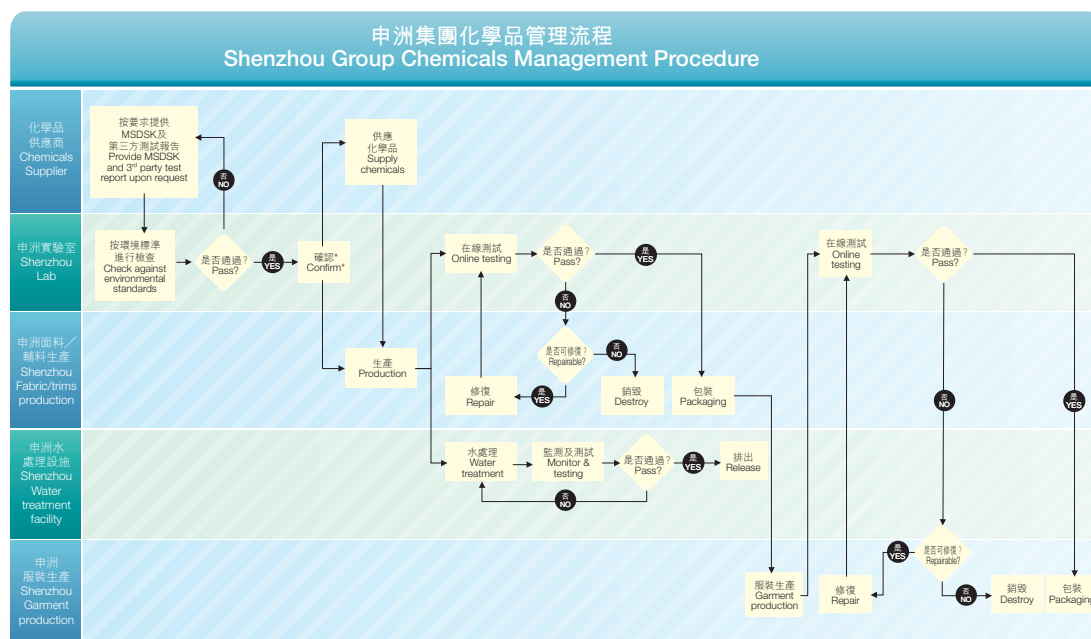 申洲集團化學品管理流程
Shenzhou Group Chemicals Management Procedure
化學品
供應商
Chemicals
Supplier
按要求提供
MSDSK及
第三方測試報告
Provide MSDSK
and 3rd party test
report upon request
否
NO
供應
化學品
Supply
chemicals
申洲實驗室
Shenzhou
Lab
按環境標準
進行檢查
Check against
environmental
standards
是否通過?
Pass?
是
YES
確認*
Confirm*
在線測試
Online testing
是否通過?
Pass?
是
YES
否
NO
在線測試
Online
testing
是否通過?
Pass?
申洲面料／
輔料生產
Shenzhou
Fabric/trims
production
生產
Production
是否可修復?
Repairable?
否
NO
修復
Repair
是
YES
銷毀
Destroy
包裝
Packaging
否
NO
是
YES
申洲水
處理設施
Shenzhou
Water
treatment
facility
水處理
Water
treatment
監測及測試
Monitor &
testing
是否通過?
Pass?
是
YES
排出
Release
否
NO
申洲
服裝生產
Shenzhou
Garment
production
服裝生產
Garment
production
修復
Repair
是
YES
是否可修復?
Repairable?
否
NO
銷毀
Destroy
包裝
Packaging